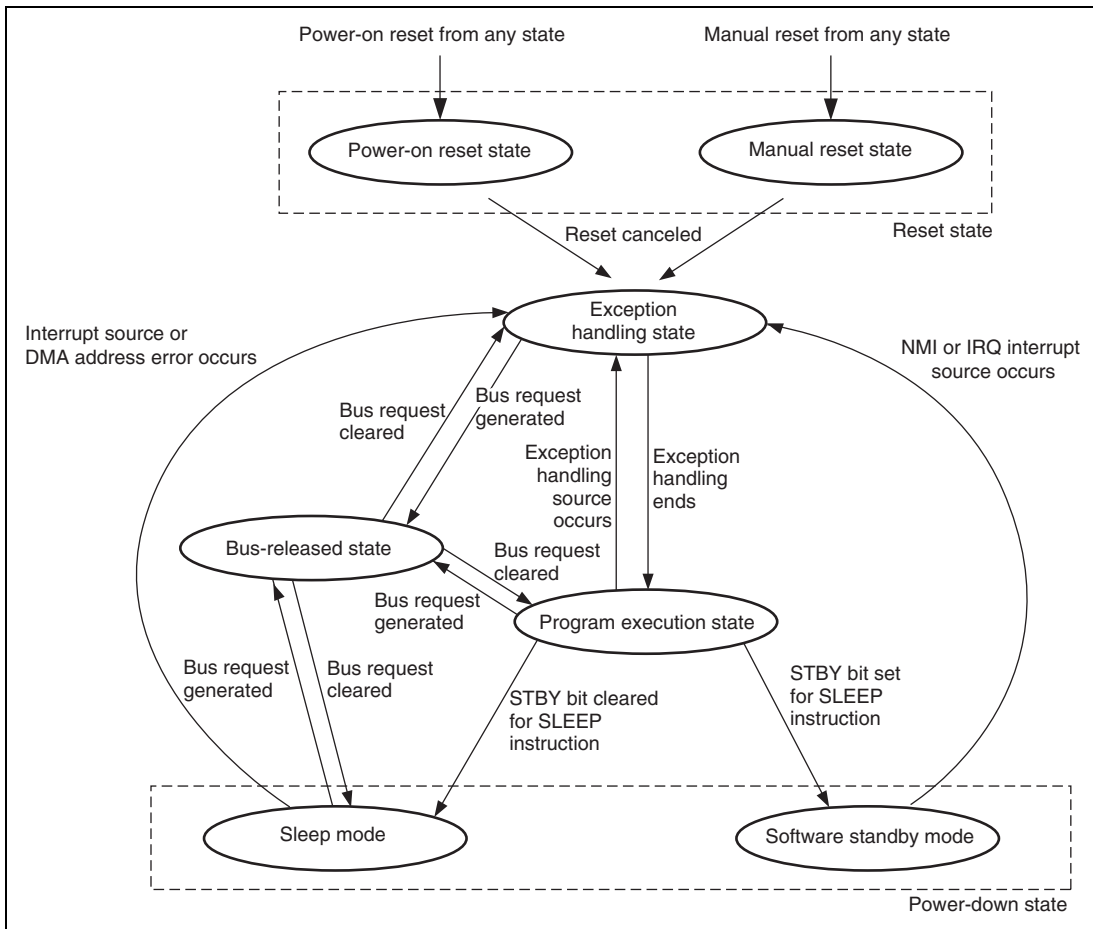 Power-on reset from any state
Manual reset from any state
Power-on reset state
Manual reset state
Reset state
Reset canceled
Exception
handling state
Interrupt source or
DMA address error occurs
NMI or IRQ interrupt
source occurs
Bus request
cleared
Bus request
generated
Exception
handling
source
occurs
Exception
handling
ends
Bus-released state
Bus request
cleared
Bus request
generated
Program execution state
Bus request
generated
Bus request
cleared
STBY bit cleared
for SLEEP
instruction
STBY bit set
for SLEEP
instruction
Sleep mode
Software standby mode
Power-down state